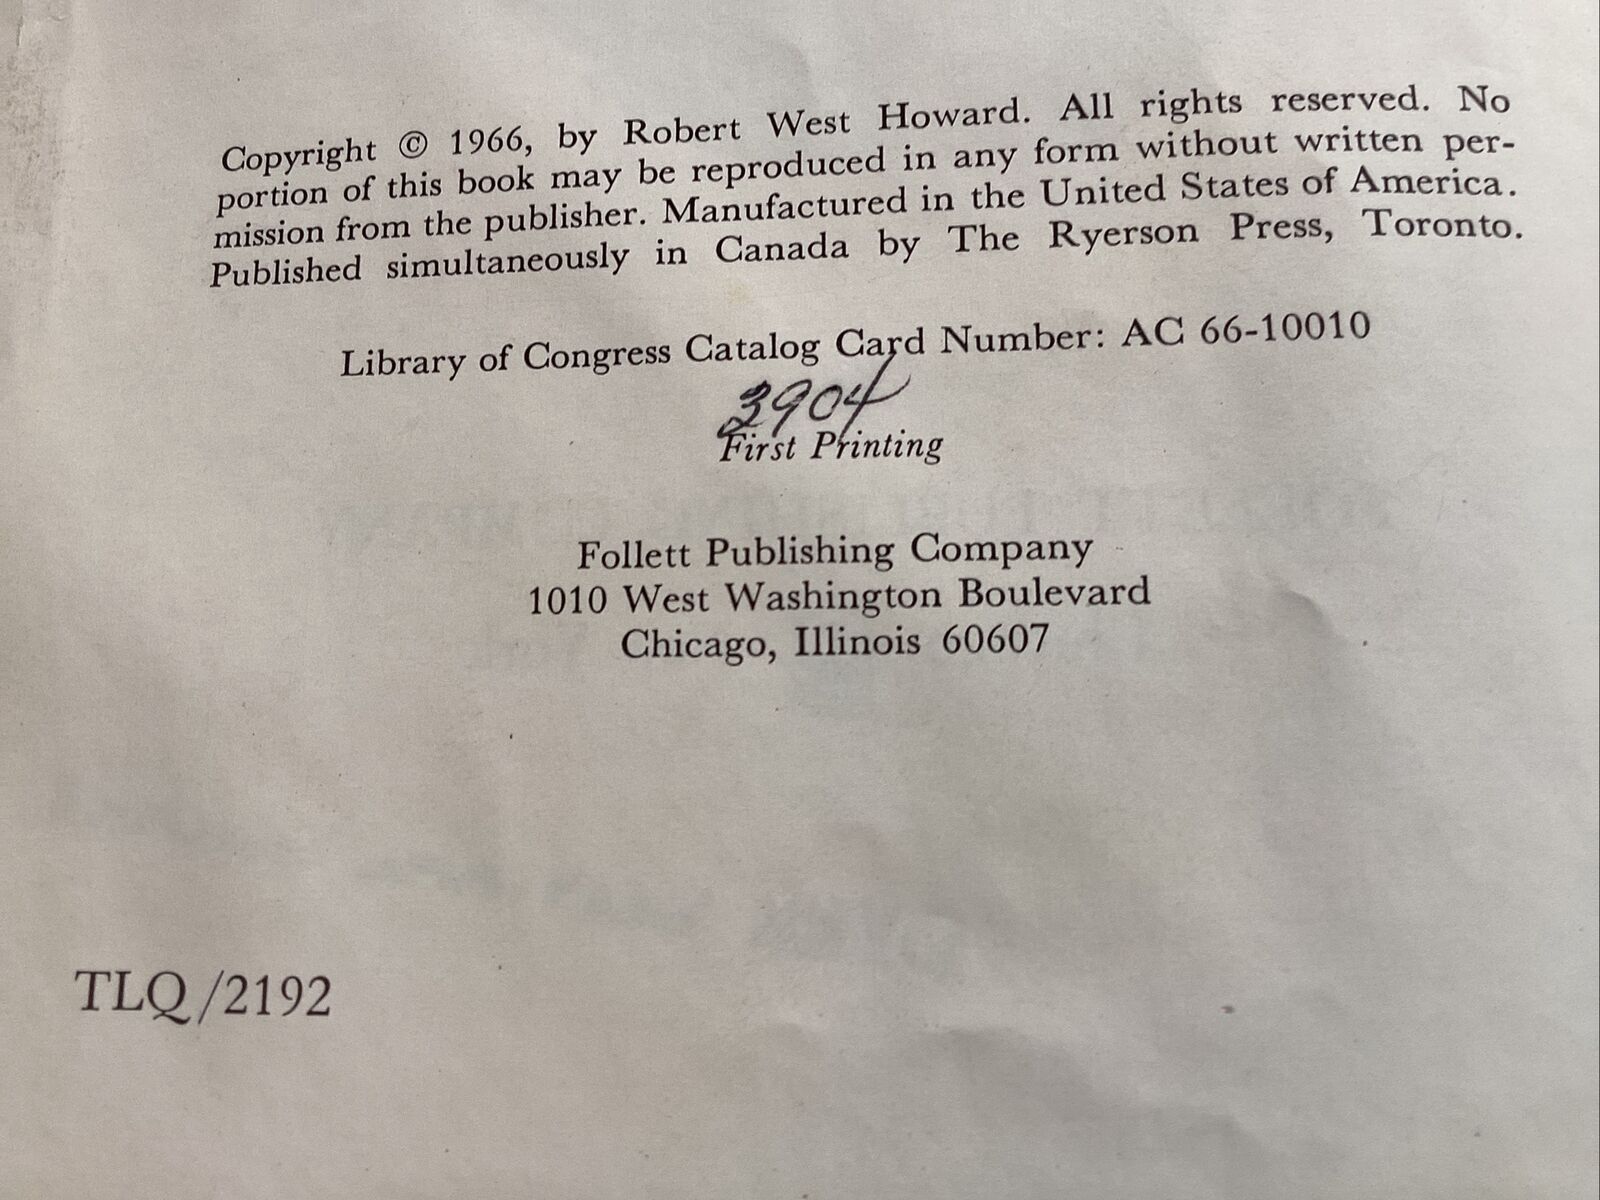 Copyright © 1966, by Robert West Howard. All rights reserved. No
portion of this book may be reproduced in any form without written per-
mission from the publisher. Manufactured in the United States of America.
Published simultaneously in Canada by The Ryerson Press, Toronto.
Library of Congress Catalog Card Number: AC 66-10010
3904
First Printing
Follett Publishing Company
1010 West Washington Boulevard
Chicago, Illinois 60607
TLQ/2192